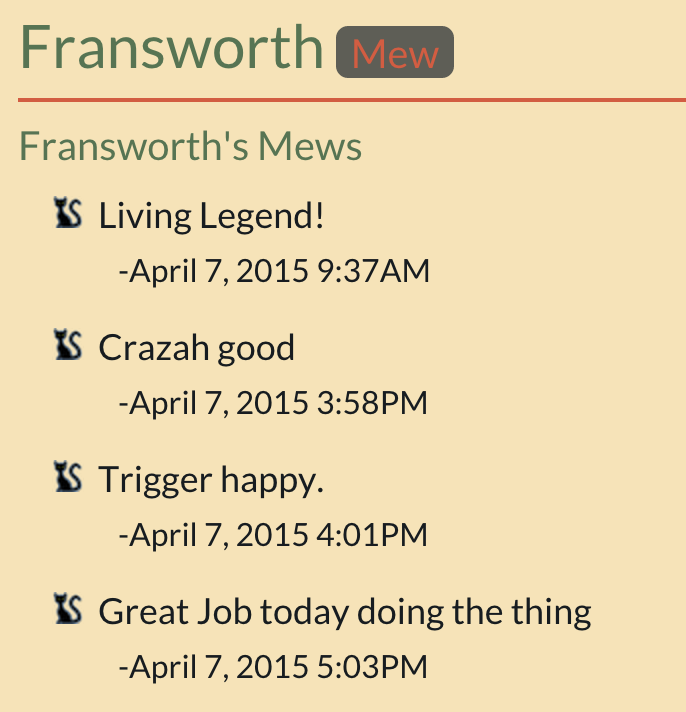 Fransworth Mew
Fransworth's Mews
Living Legend!
-April 7, 2015 9:37AM
Crazah good
-April 7, 2015 3:58PM
Trigger happy.
-April 7, 2015 4:01PM
Great Job today doing the thing
-April 7, 2015 5:03PM